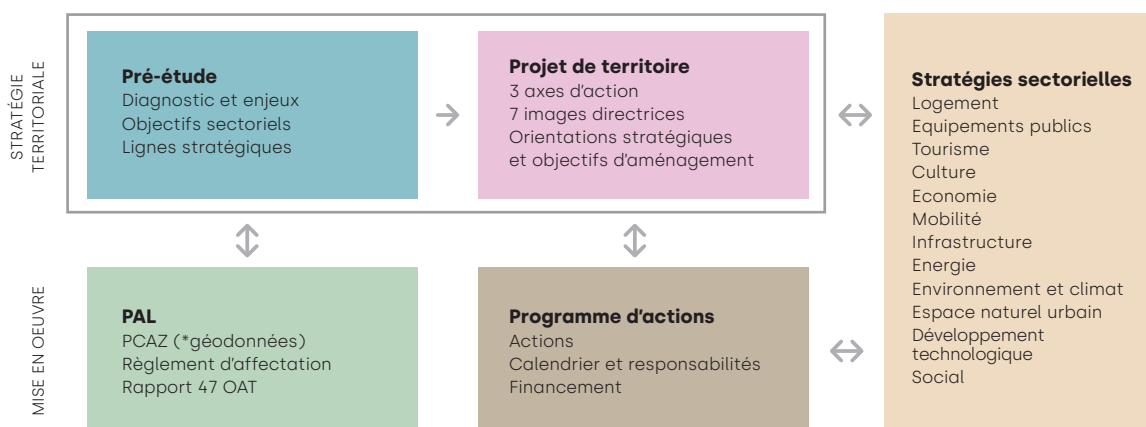 STRATÉGIE
TERRITORIALE
Pré-étude
Diagnostic et enjeux
Objectifs sectoriels
Lignes stratégiques
Projet de territoire
3 axes d'action
7 images directrices
Orientations stratégiques
et objectifs d'aménagement
Stratégies sectorielles
Logement
Equipements publics
Tourisme
Culture
Economie
Mobilité
Infrastructure
Energie
Environnement et climat
Espace naturel urbain
Développement
technologique
Social
MISE EN OEUVRE
PAL
PCAZ (*géodonnées)
Règlement d'affectation
Rapport 47 OAT
Programme d'actions
Actions
Calendrier et responsabilités
Financement